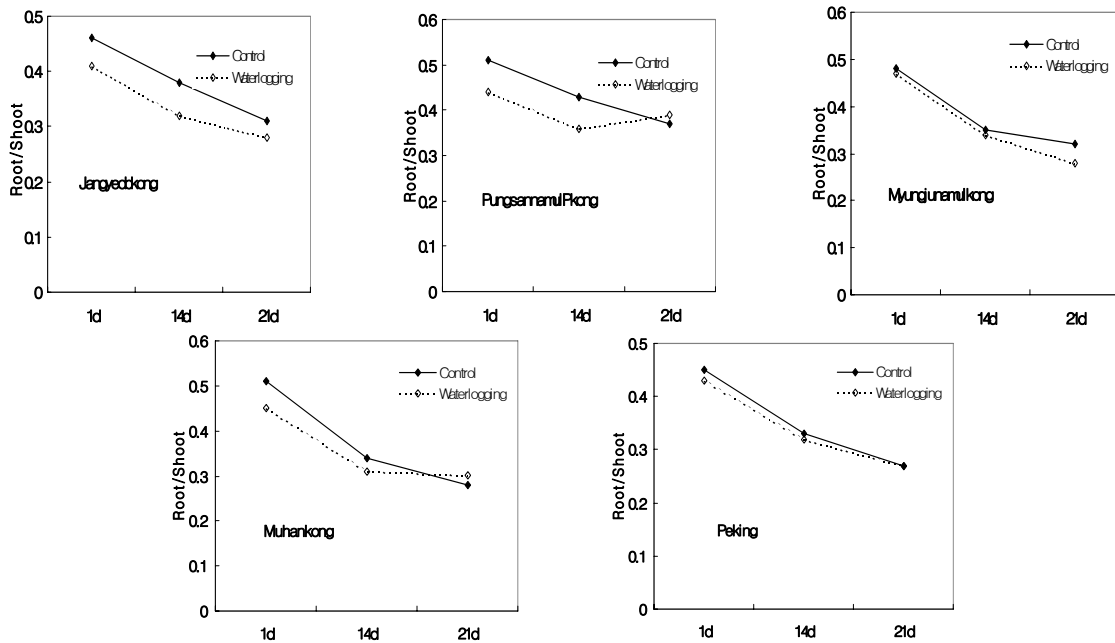 0.5
0.4
0.3
0.2
0.1
0
Root/Shoot
Control
Waterlogging
Jangyeobkong
1d 14d 21d
0.6
0.5
0.4
0.3
0.2
0.1
0
Root/Shoot
Control
Waterlogging
PungsannamulPkong
1d 14d 21d
0.6
0.5
0.4
0.3
0.2
0.1
0
Root/Shoot
Control
Waterlogging
Myungjunamulkong
1d 14d 21d
0.6
0.5
0.4
0.3
0.2
0.1
0
Root/Shoot
Control
Waterlogging
Muhankong
1d 14d 21d
0.5
0.4
0.3
0.2
0.1
0
Root/Shoot
Control
Waterlogging
Peking
1d 14d 21d